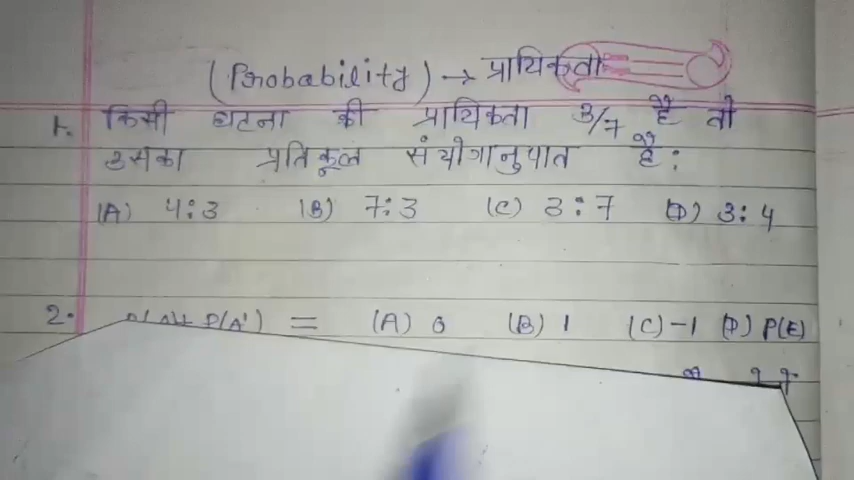 (Probability) → प्रायिकता
1. किसी घटना की प्रायिकता 3/7 है तो
उसका प्रतिकूल संयोगानुपात है:
(A) 4:3 (B) 7:3 (C) 3:7 (D) 3:4
2. P(A)+ P(A') = (A) 0 (B) 1 (C) -1 (D) P(E)